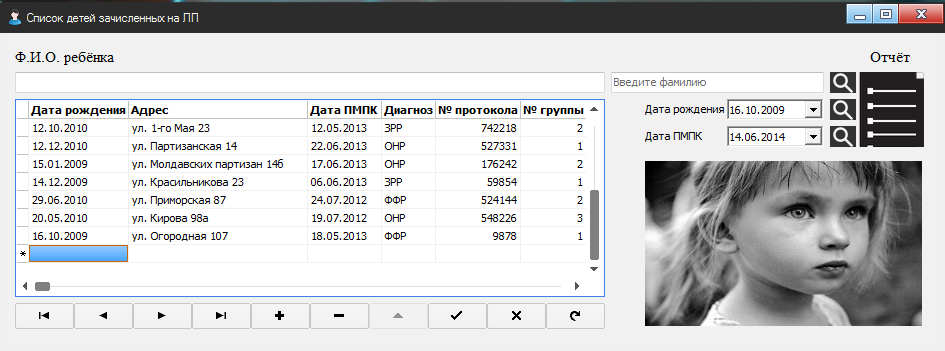 Список детей зачисленных на ЛП
Ф.И.О. ребёнка
Отчёт
Введите фамилию
Дата рождения 16.10.2009
Дата ПМПК 14.06.2014
Дата рождения Адрес Дата ПМПК Диагноз № протокола № группы
12.10.2010 ул. 1-го Мая 23 12.05.2013 ЗРР 742218 2
12.12.2010 ул. Партизанская 14 22.06.2013 ОНР 527331 1
15.01.2009 ул. Молдавских партизан 14б 17.06.2013 ОНР 176242 2
14.12.2009 ул. Красильникова 23 06.06.2013 ЗРР 59854 1
29.06.2010 ул. Приморская 87 24.07.2012 ФФР 524144 2
20.05.2010 ул. Кирова 98а 19.07.2012 ОНР 548226 3
16.10.2009 ул. Огородная 107 18.05.2013 ФФР 9878 1